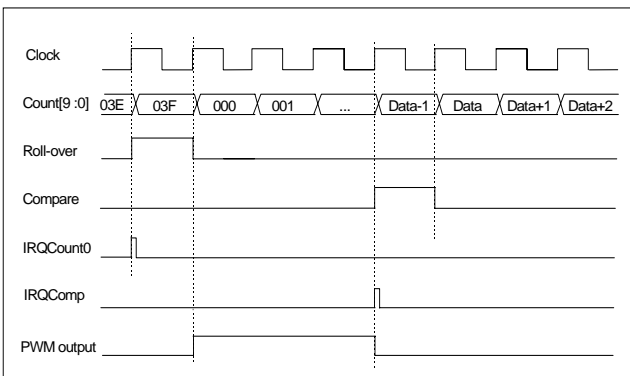 Clock
Count[9 :0] 03E 03F 000 001 ... Data-1 Data Data+1 Data+2
Roll-over
Compare
IRQCount0
IRQComp
PWM output